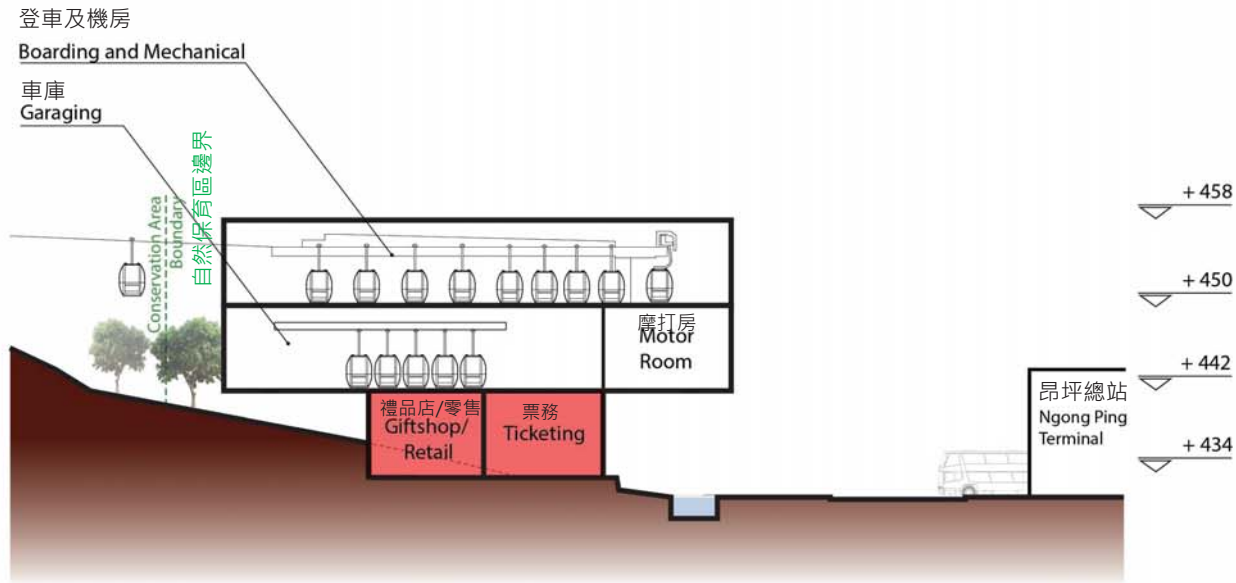 登車及機房
Boarding and Mechanical
車庫
Garaging
Conservation Area
Boundary
自然保育區邊界
+ 458
+ 450
+ 442
+ 434
摩打房
Motor
Room
禮品店/零售
Giftshop/
Retail
票務
Ticketing
昂坪總站
Ngong Ping
Terminal